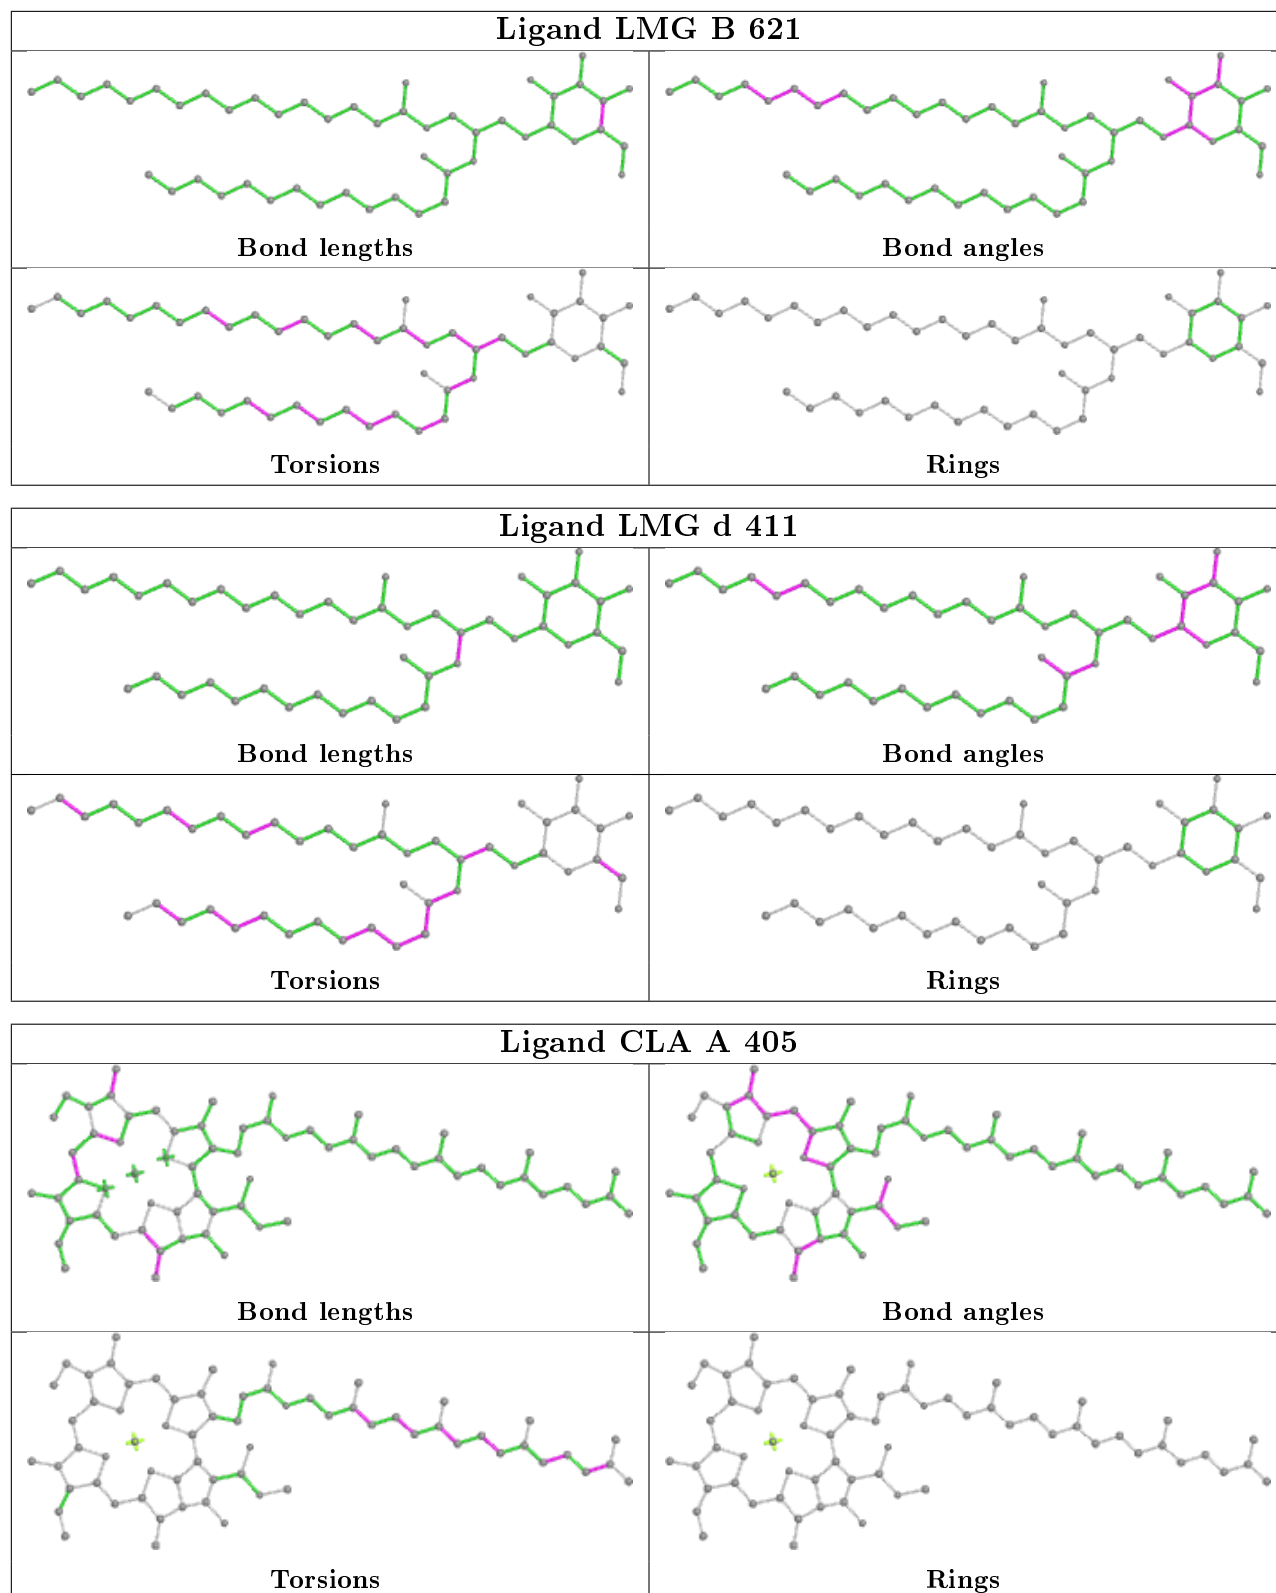 Ligand LMG B 621
Bond lengths
Bond angles
Torsions
Rings
Ligand LMG d 411
Bond lengths
Bond angles
Torsions
Rings
Ligand CLA A 405
Bond lengths
Bond angles
Torsions
Rings